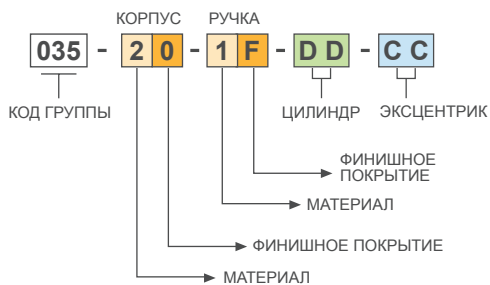 КОРПУС РУЧКА
035 - 2 0 - 1 F - D D - C C
КОД ГРУППЫ ЦИЛИНДР ЭКСЦЕНТРИК
ФИНИШНОЕ
ПОКРЫТИЕ
МАТЕРИАЛ
ФИНИШНОЕ ПОКРЫТИЕ
МАТЕРИАЛ